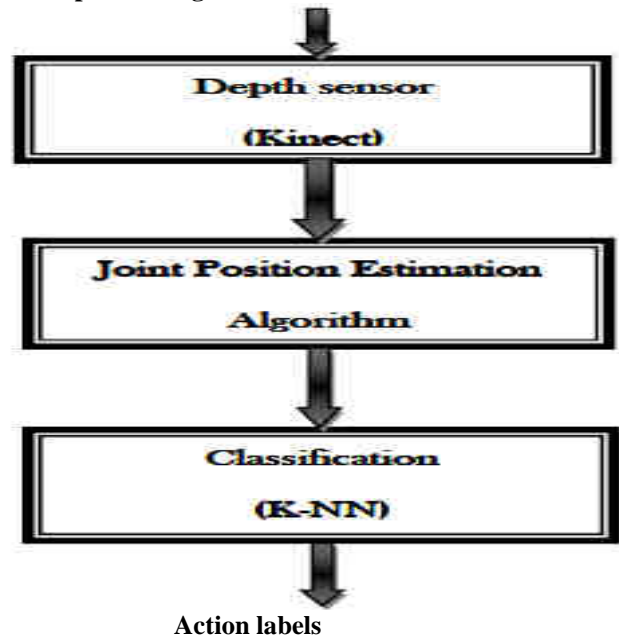 Depth sensor
(Kinect)
Joint Position Estimation
Algorithm
Classification
(K-NN)
Action labels